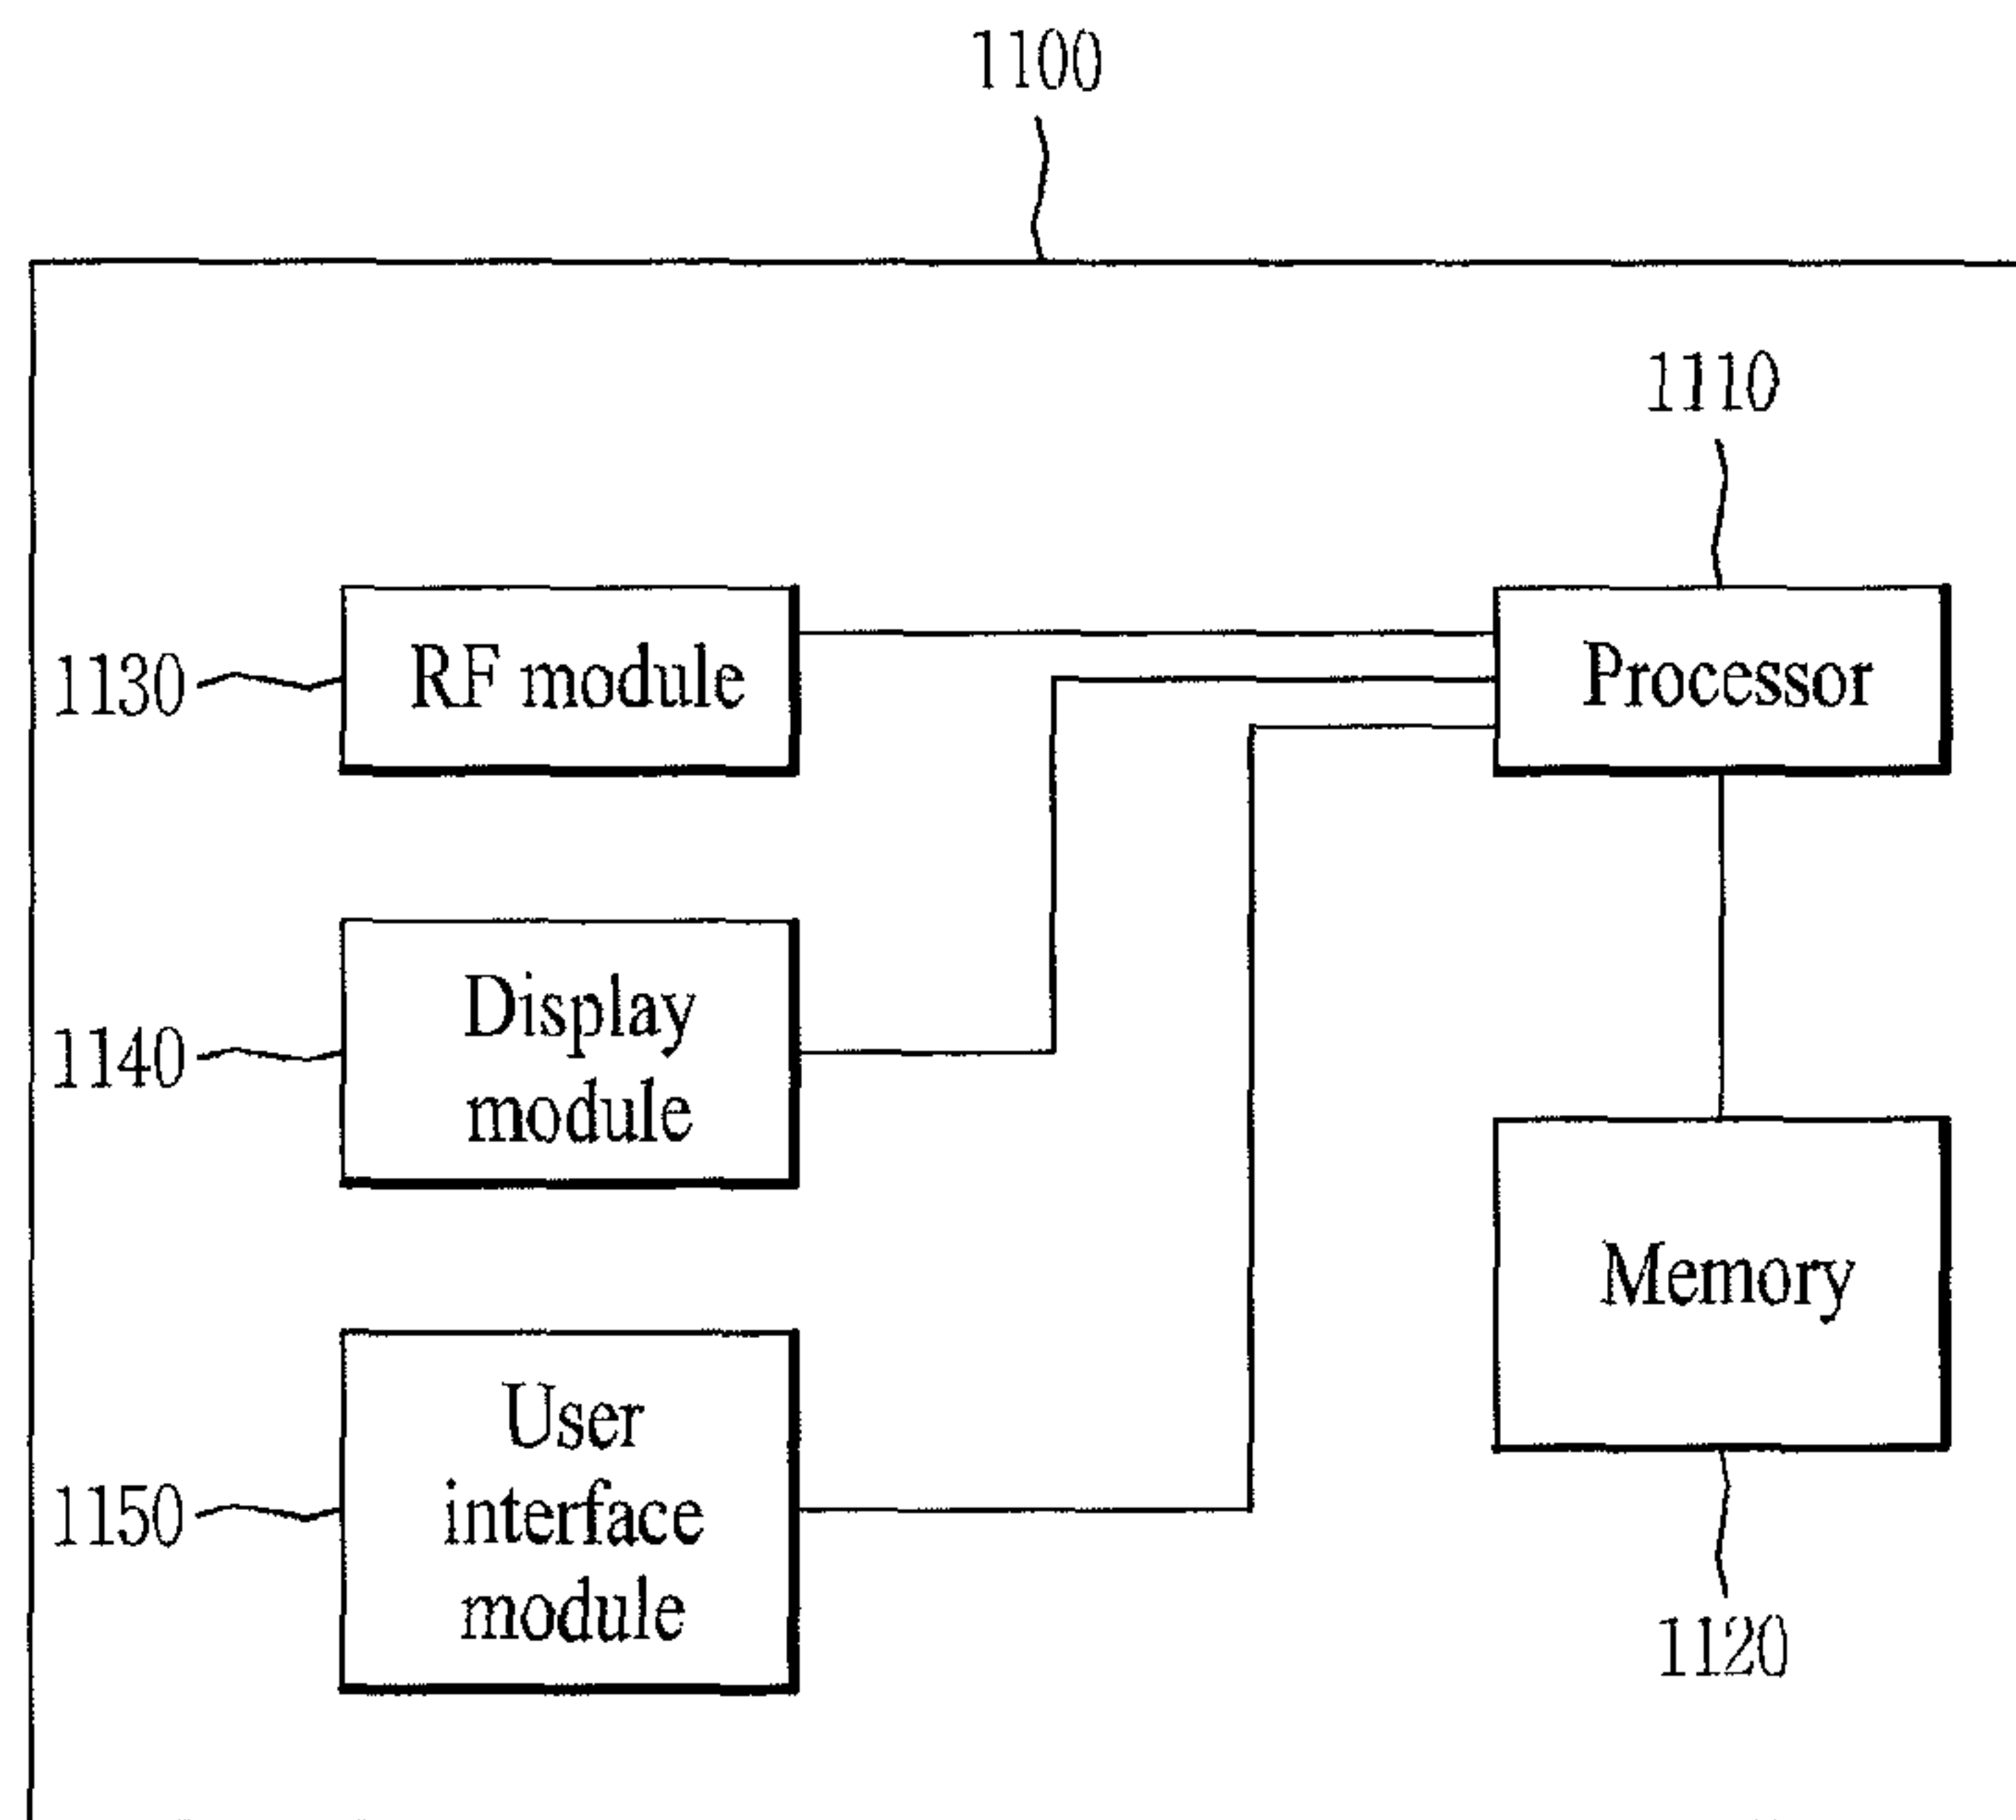 1100
1110
1130
RF module
Processor
1140
Display
module
Memory
1150
User
interface
module
1120